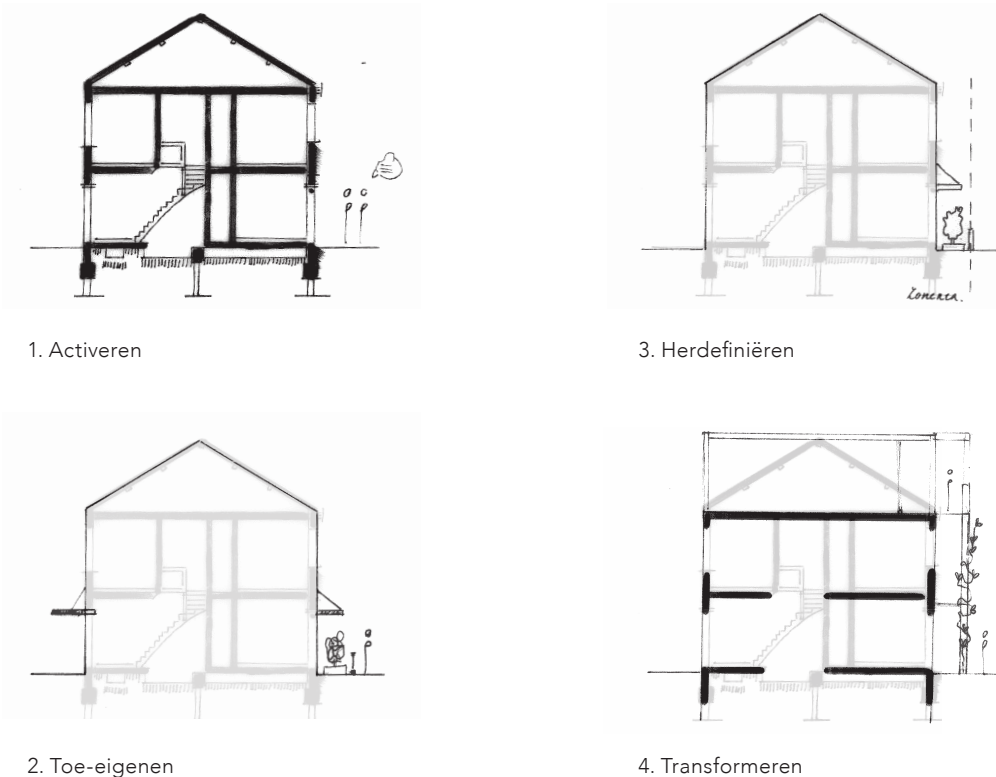 1. Activeren
2. Toe-eigenen
3. Herdefiniëren
4. Transformeren